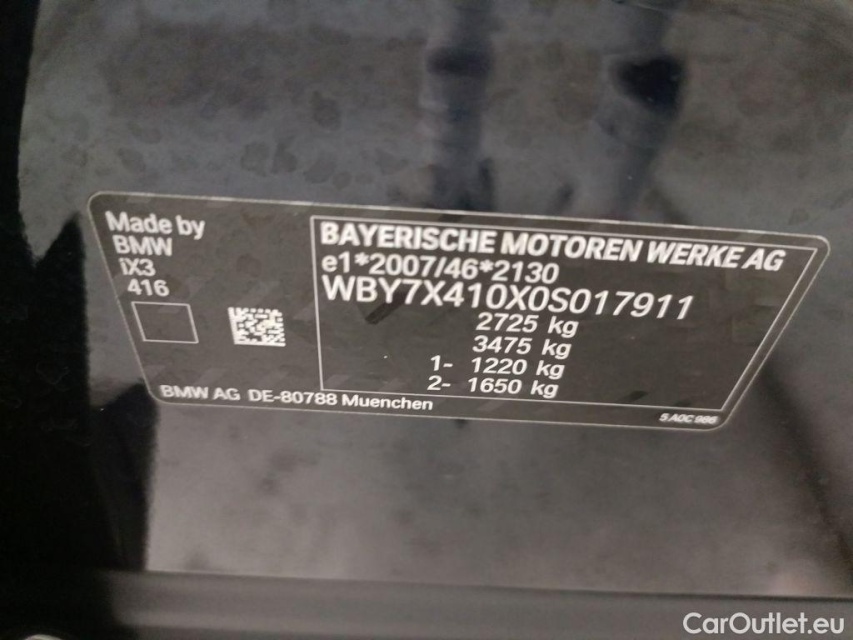 Made by
BMW
iX3
416
BAYERISCHE MOTOREN WERKE AG
e1*2007/46*2130
WBY7X410X0S017911
2725 kg
3475 kg
1- 1220 kg
2- 1650 kg
BMW AG DE-80788 Muenchen
5 A0C 986
CarOutlet.eu